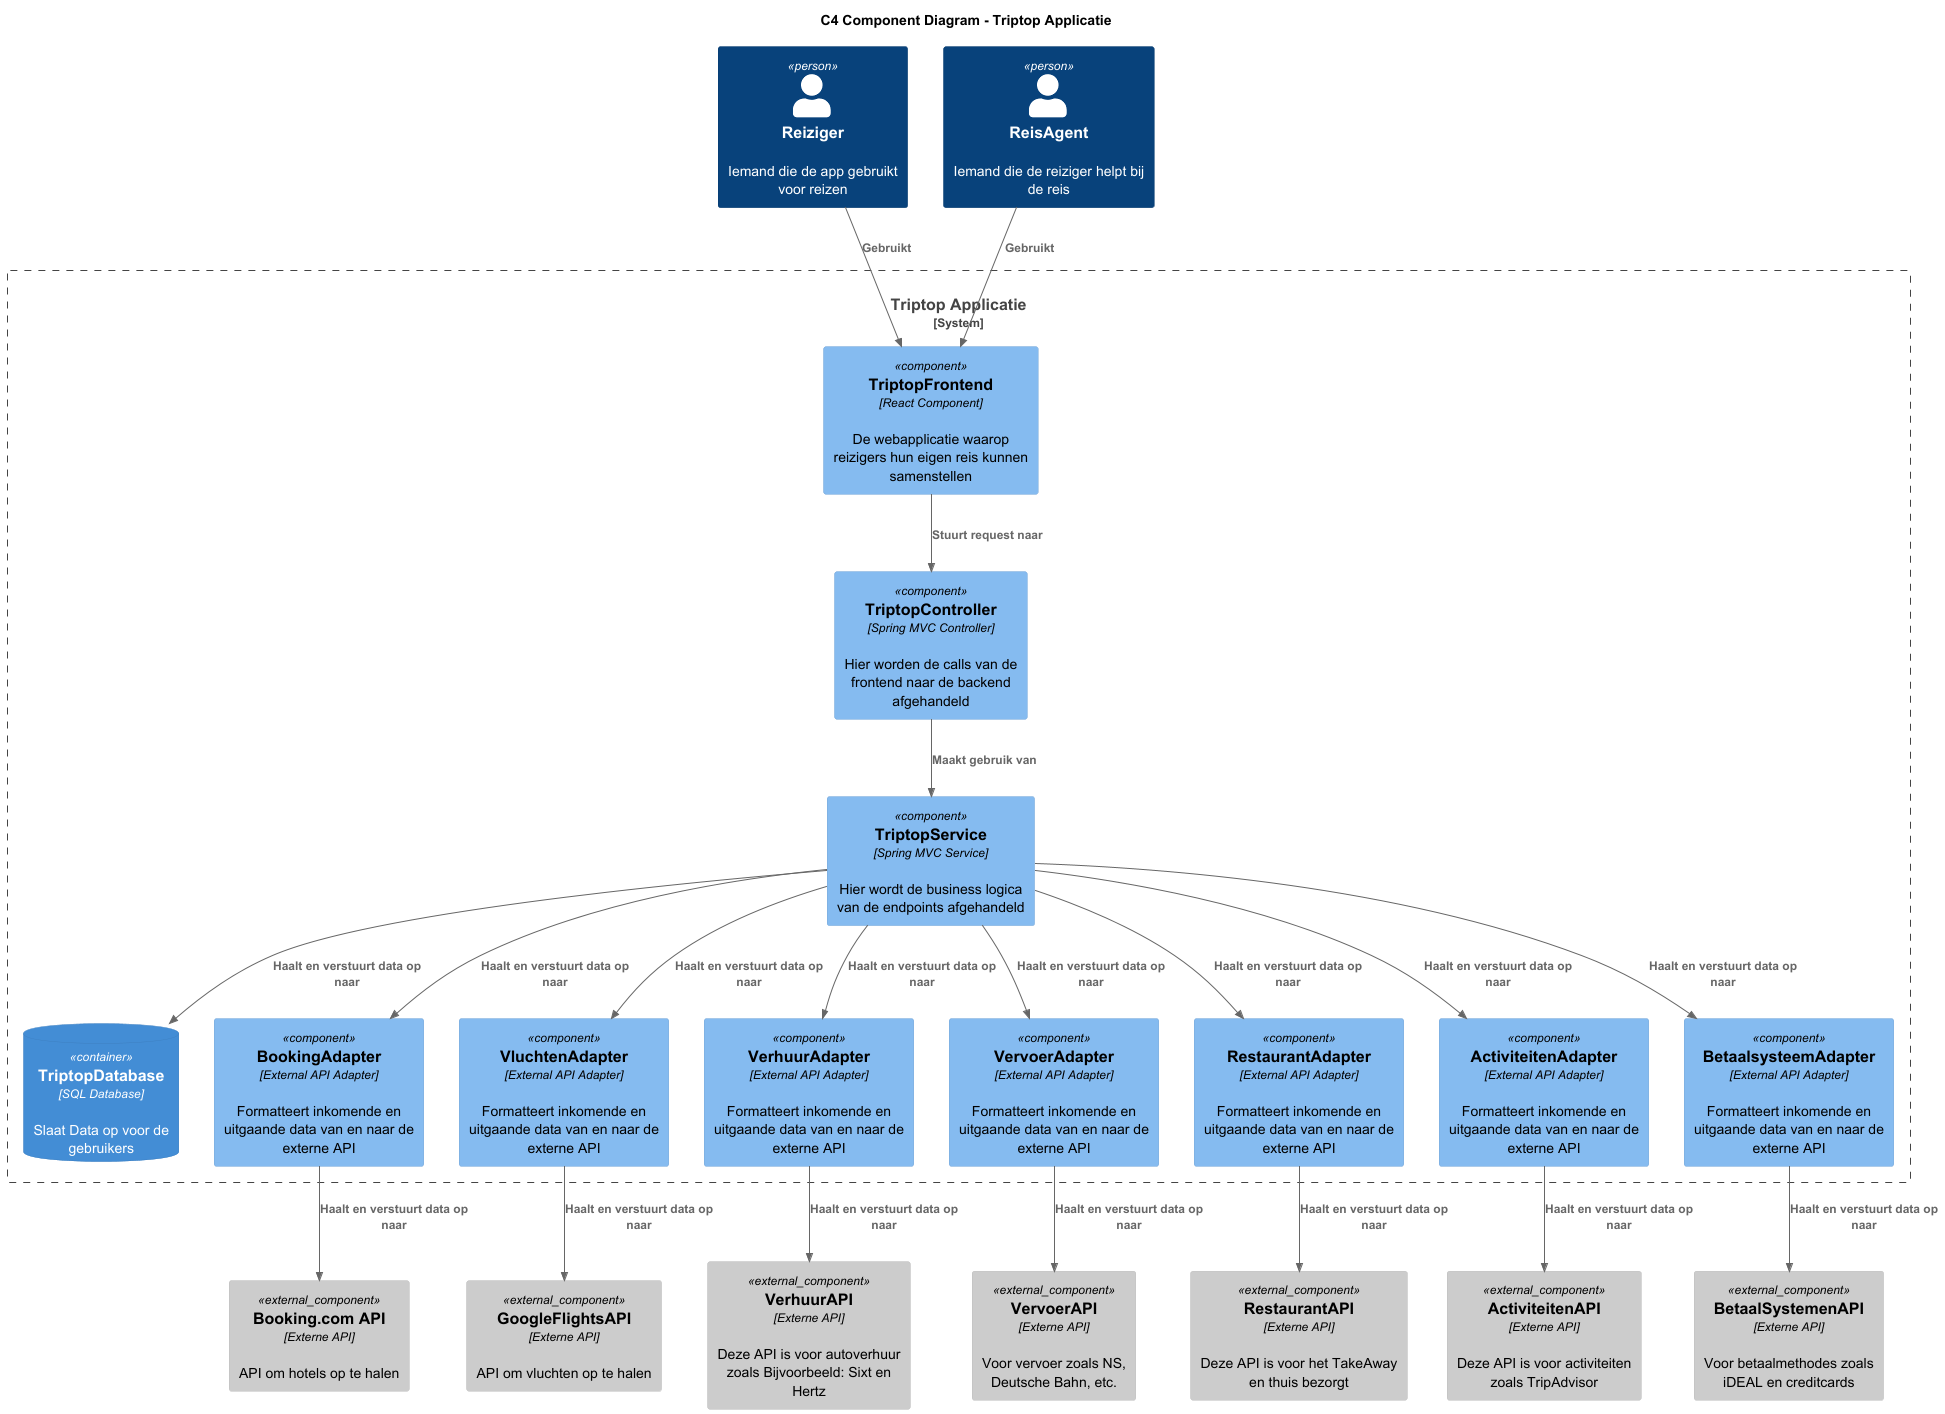 C4 Component Diagram - Triptop Applicatie
«person»
Reiziger
Iemand die de app gebruikt
voor reizen
«person»
ReisAgent
Iemand die de reiziger helpt bij
de reis
Gebruikt
Gebruikt
Triptop Applicatie
[System]
«component»
TriptopFrontend
[React Component]
De webapplicatie waarop
reizigers hun eigen reis kunnen
samenstellen
Stuurt request naar
«component»
TriptopController
[Spring MVC Controller]
Hier worden de calls van de
frontend naar de backend
afgehandeld
Maakt gebruik van
«component»
TriptopService
[Spring MVC Service]
Hier wordt de business logica
van de endpoints afgehandeld
Haalt en verstuurt data op
naar
Haalt en verstuurt data op
naar
Haalt en verstuurt data op
naar
Haalt en verstuurt data op
naar
Haalt en verstuurt data op
naar
Haalt en verstuurt data op
naar
Haalt en verstuurt data op
naar
Haalt en verstuurt data op
naar
«container»
TriptopDatabase
[SQL Database]
Slaat Data op voor de
gebruikers
«component»
BookingAdapter
[External API Adapter]
Formatteert inkomende en
uitgaande data van en naar de
externe API
«component»
VluchtenAdapter
[External API Adapter]
Formatteert inkomende en
uitgaande data van en naar de
externe API
«component»
VerhuurAdapter
[External API Adapter]
Formatteert inkomende en
uitgaande data van en naar de
externe API
«component»
VervoerAdapter
[External API Adapter]
Formatteert inkomende en
uitgaande data van en naar de
externe API
«component»
RestaurantAdapter
[External API Adapter]
Formatteert inkomende en
uitgaande data van en naar de
externe API
«component»
ActiviteitenAdapter
[External API Adapter]
Formatteert inkomende en
uitgaande data van en naar de
externe API
«component»
BetaalsysteemAdapter
[External API Adapter]
Formatteert inkomende en
uitgaande data van en naar de
externe API
Haalt en verstuurt data op
naar
Haalt en verstuurt data op
naar
Haalt en verstuurt data op
naar
Haalt en verstuurt data op
naar
Haalt en verstuurt data op
naar
Haalt en verstuurt data op
naar
Haalt en verstuurt data op
naar
«external_component»
Booking.com API
[Externe API]
API om hotels op te halen
«external_component»
GoogleFlightsAPI
[Externe API]
API om vluchten op te halen
«external_component»
VerhuurAPI
[Externe API]
Deze API is voor autoverhuur
zoals Bijvoorbeeld: Sixt en
Hertz
«external_component»
VervoerAPI
[Externe API]
Voor vervoer zoals NS,
Deutsche Bahn, etc.
«external_component»
RestaurantAPI
[Externe API]
Deze API is voor het TakeAway
en thuis bezorgt
«external_component»
ActiviteitenAPI
[Externe API]
Deze API is voor activiteiten
zoals TripAdvisor
«external_component»
BetaalSystemenAPI
[Externe API]
Voor betaalmethodes zoals
iDEAL en creditcards